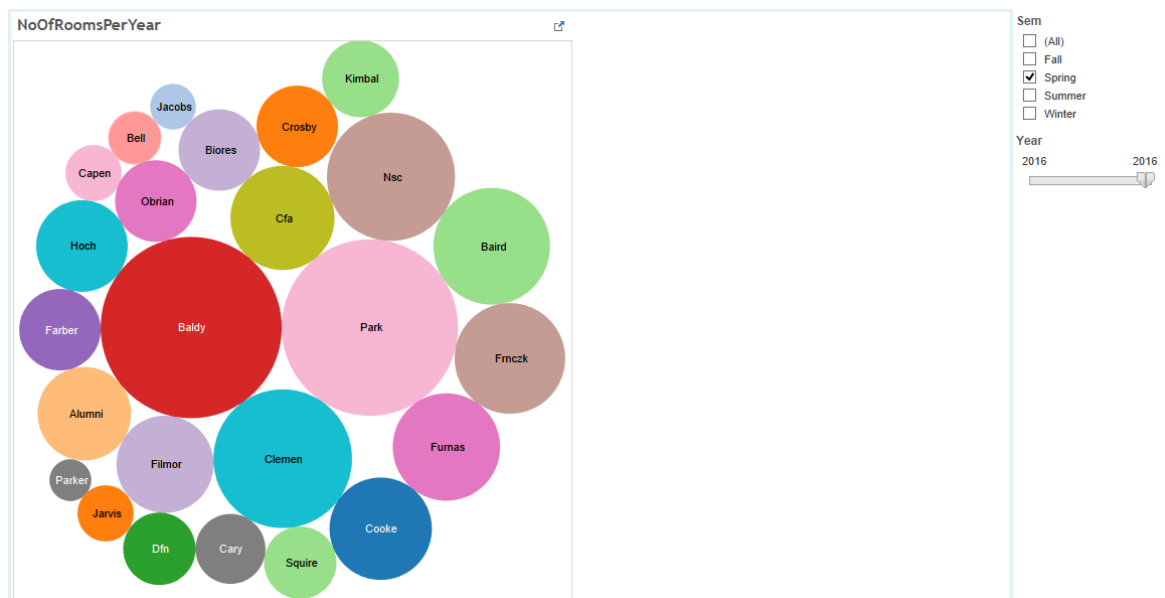 NoOfRoomsPerYear
Kimbal
Jacobs
Crosby
Bell
Biores
Capen
Nsc
Obrian
Cfa
Hoch
Baird
Farber
Baldy
Park
Frnczk
Alumni
Furnas
Filmor
Clemen
Parker
Jarvis
Cooke
Dfn
Cary
Squire
Sem
(All)
Fall
Spring
Summer
Winter
Year
2016 2016